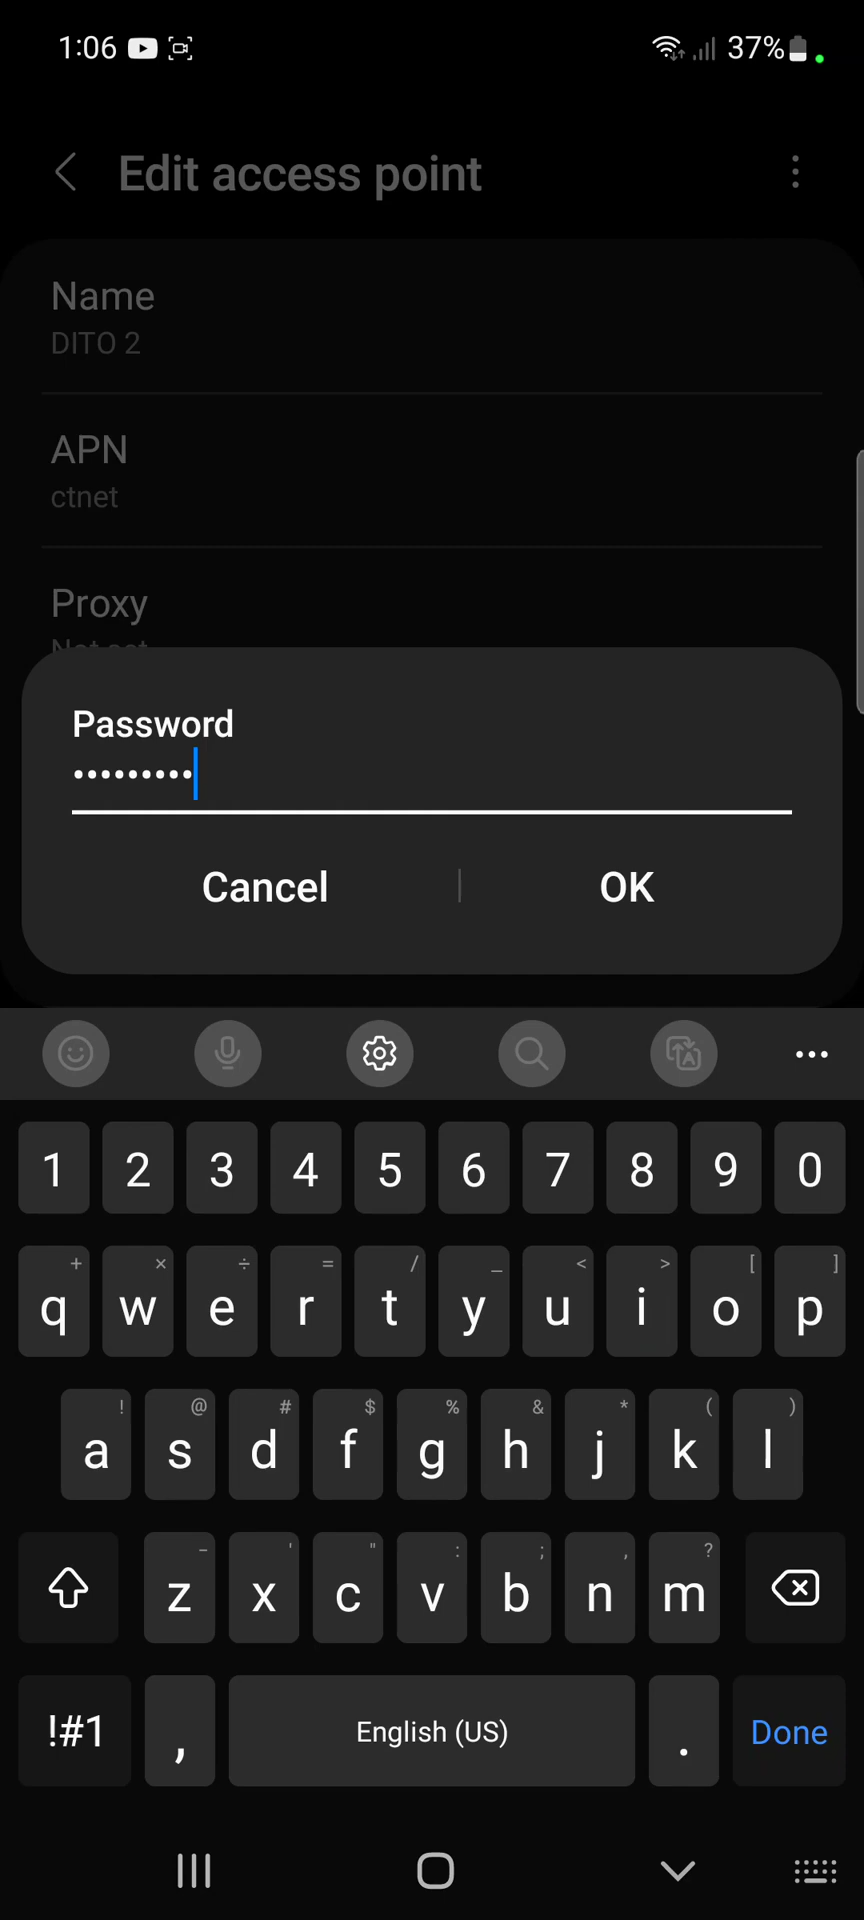 1:06 37%
Edit access point
Name
DITO 2
APN
ctnet
Proxy
Not set
Password
•••••••••
Cancel OK
1 2 3 4 5 6 7 8 9 0
+ × ÷ = / _ < > [ ]
q w e r t y u i o p
! @ # $ % & * ( )
a s d f g h j k l
- ' " : ; , ?
z x c v b n m
!#1 , English (US) . Done